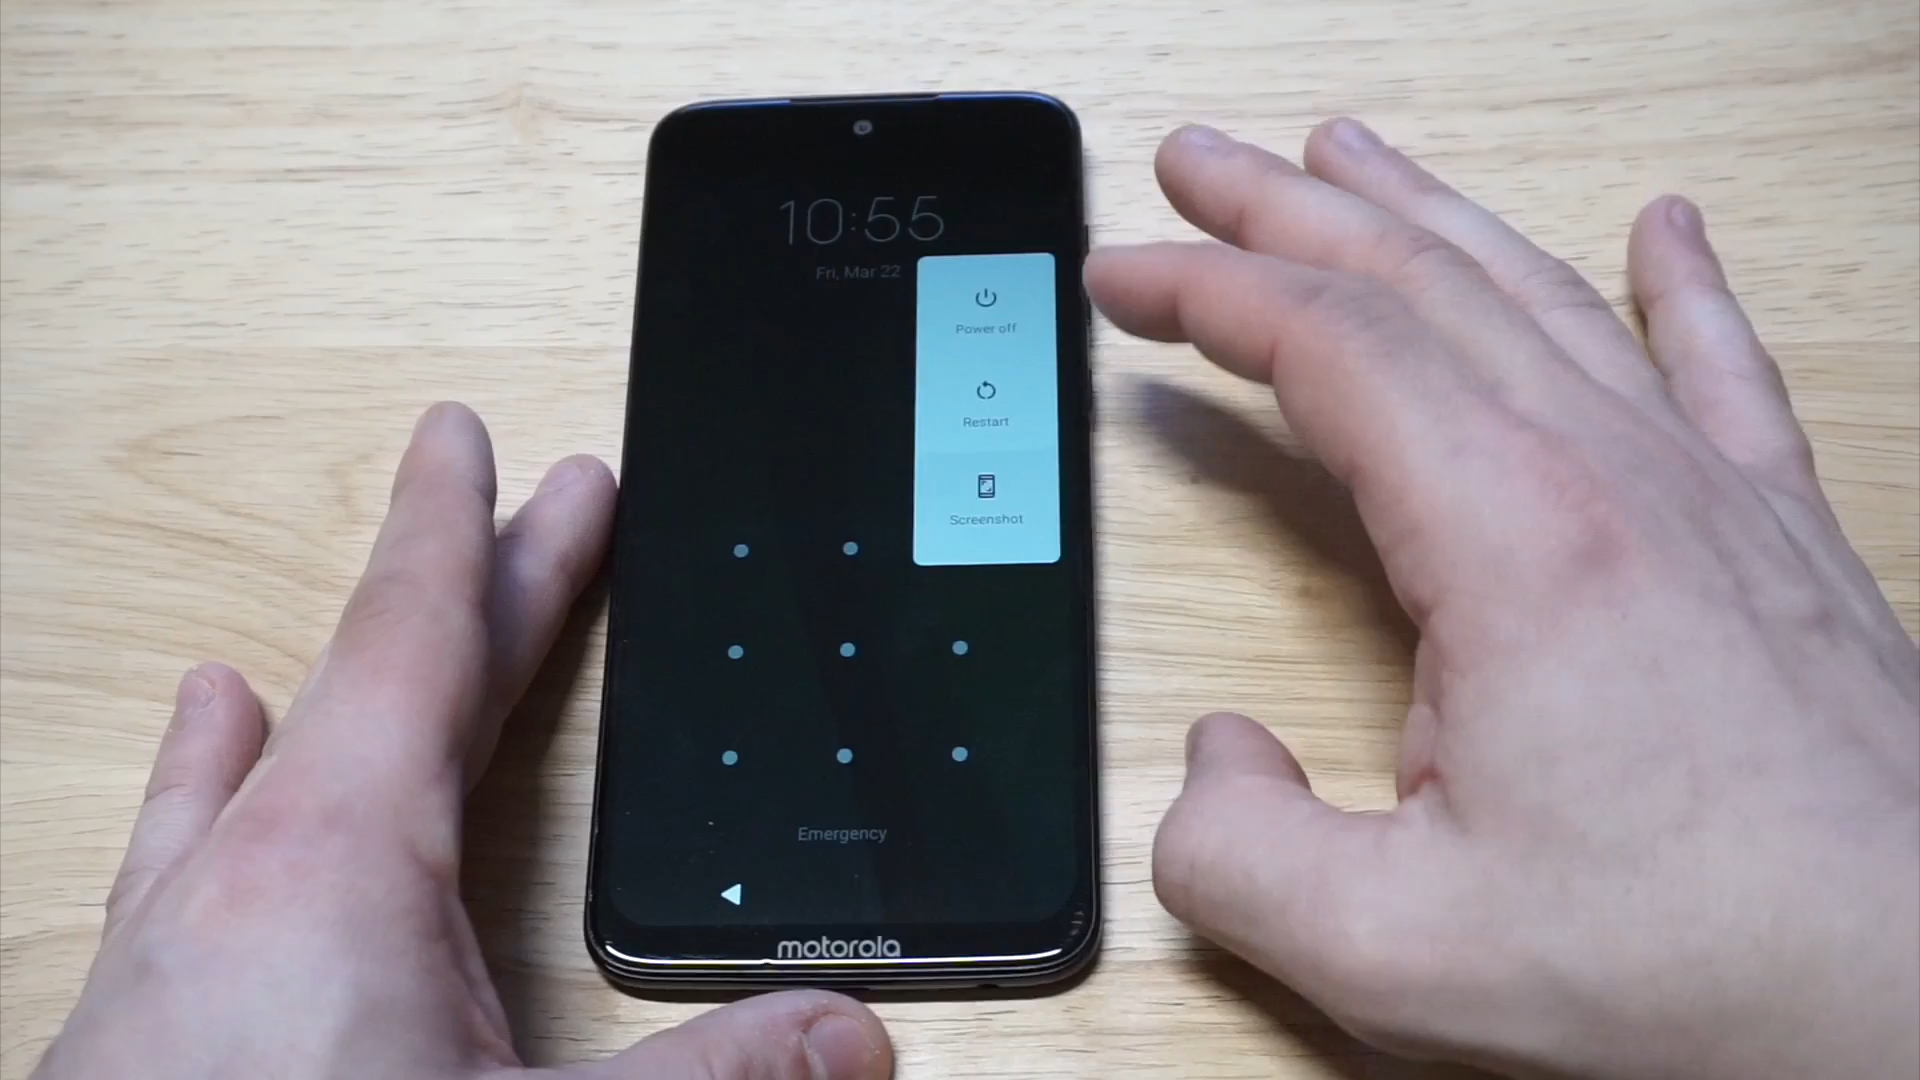 10:55
Fri, Mar 22
Power off
Restart
Screenshot
Emergency
motorola